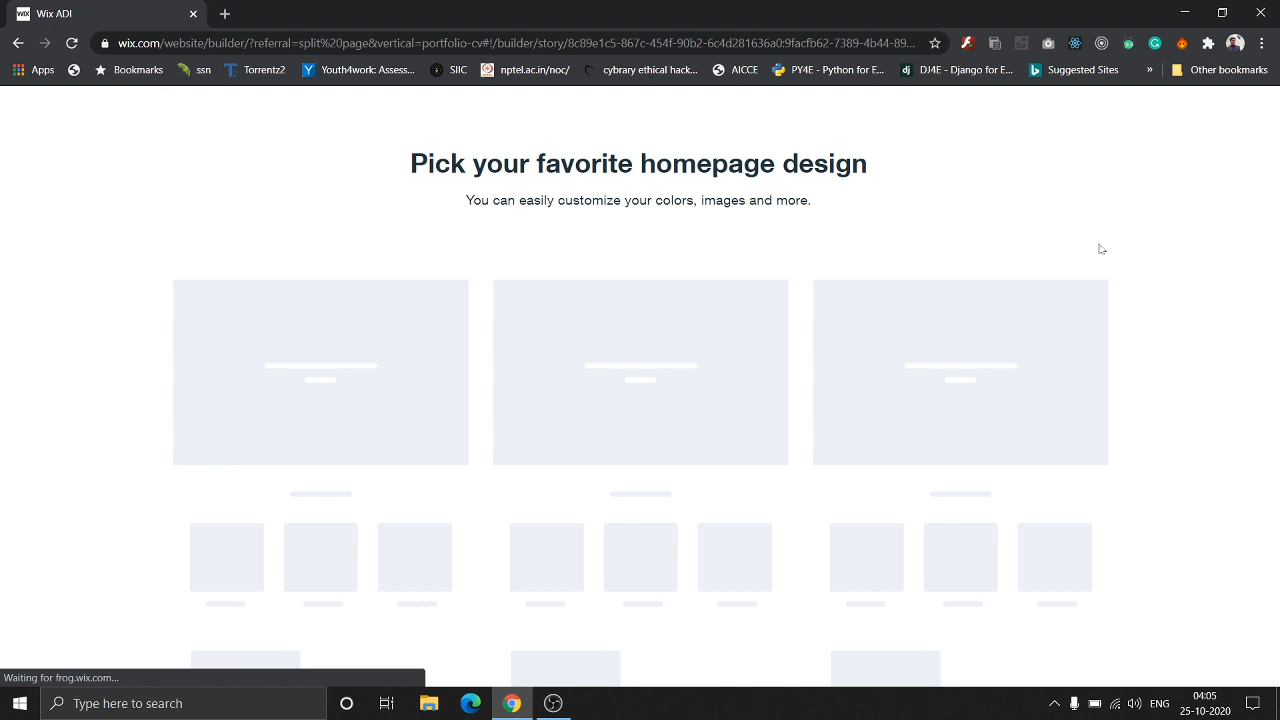 WIX Wix ADI
wix.com/website/builder/?referral=split%20page&vertical=portfolio-cv#!/builder/story/8c89e1c5-867c-454f-90b2-6c4d281636a0:9facfb62-7389-4b44-89...
Apps Bookmarks ssn Torrentz2 Youth4work: Assess... SIIC nptel.ac.in/noc/ cybrary ethical hack... AICCE PY4E - Python for E... dj DJ4E - Django for E... Suggested Sites » Other bookmarks
Pick your favorite homepage design
You can easily customize your colors, images and more.
Waiting for frog.wix.com...
Type here to search
ENG
04:05
25-10-2020